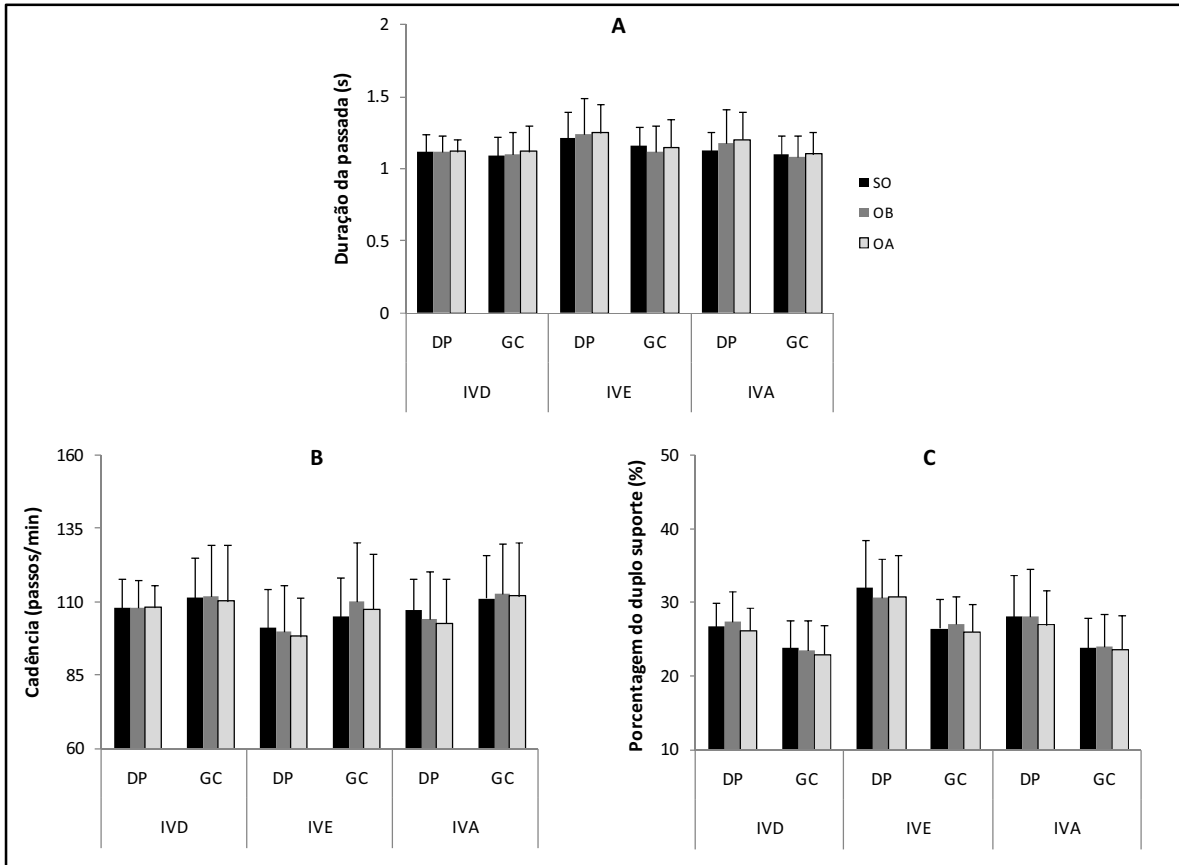 A
Duração da passada (s)
2
1.5
1
0.5
0
DP GC DP GC DP GC
IVD IVE IVA
SO
OB
OA
B
Cadência (passos/min)
160
135
110
85
60
DP GC DP GC DP GC
IVD IVE IVA
C
Porcentagem do duplo suporte (%)
50
40
30
20
10
DP GC DP GC DP GC
IVD IVE IVA